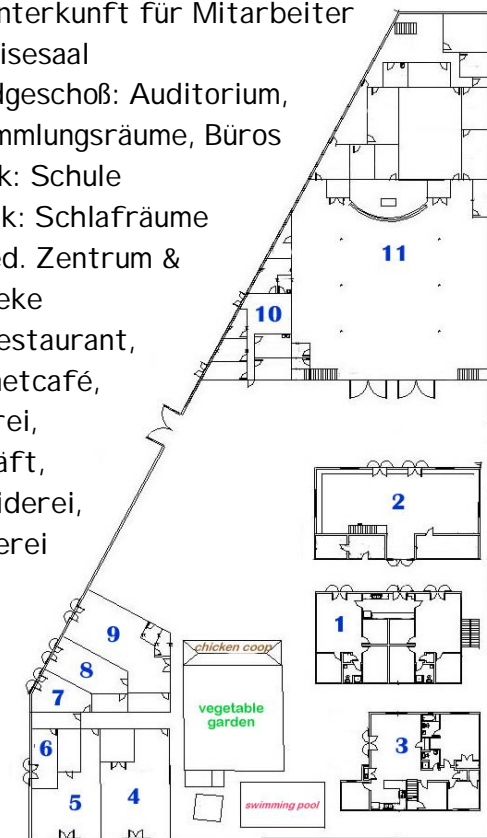 nterkunft für Mitarbeiter
isesaal
dgeschoß: Auditorium,
mmlungsräume, Büros
k: Schule
k: Schlafräume
ed. Zentrum &
eke
estaurant,
netcafé,
rei,
äft,
iderei,
erei
11
10
2
1
9
chicken coop
8
vegetable
garden
7
3
6
5
4
swimming pool